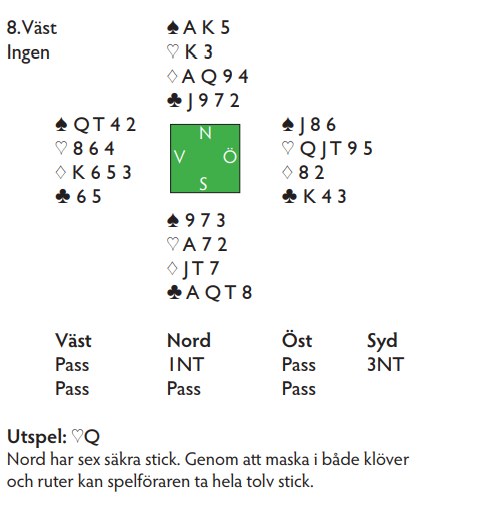 8.Väst
Ingen
♠ A K 5
♡ K 3
♢ A Q 9 4
♣ J 9 7 2
♠ Q T 4 2
♡ 8 6 4
♢ K 6 5 3
♣ 6 5
N
V Ö
S
♠ J 8 6
♡ Q J T 9 5
♢ 8 2
♣ K 4 3
♠ 9 7 3
♡ A 7 2
♢ J T 7
♣ A Q T 8
Väst Nord Öst Syd
Pass 1NT Pass 3NT
Pass Pass Pass
Utspel: ♡Q
Nord har sex säkra stick. Genom att maska i både klöver
och ruter kan spelföraren ta hela tolv stick.